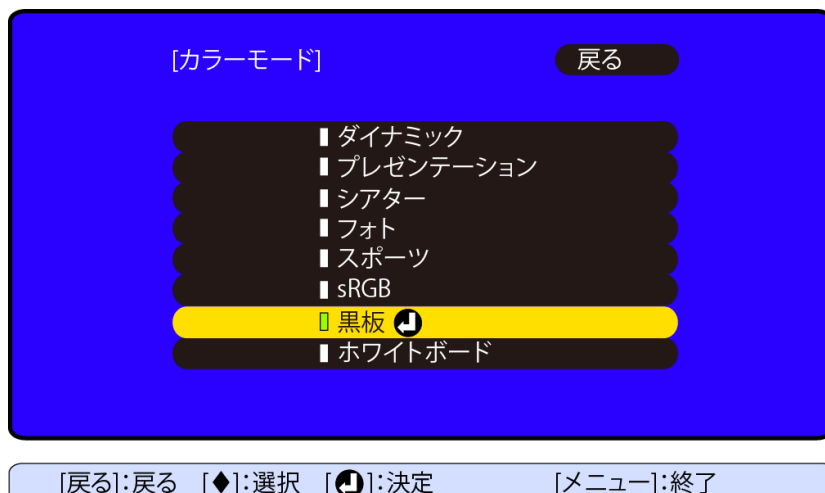 [カラーモード] 戻る
ダイナミック
プレゼンテーション
シアター
フォト
スポーツ
sRGB
黒板
ホワイトボード
[戻る]:戻る [♦]:選択 [⏎]:決定 [メニュー]:終了